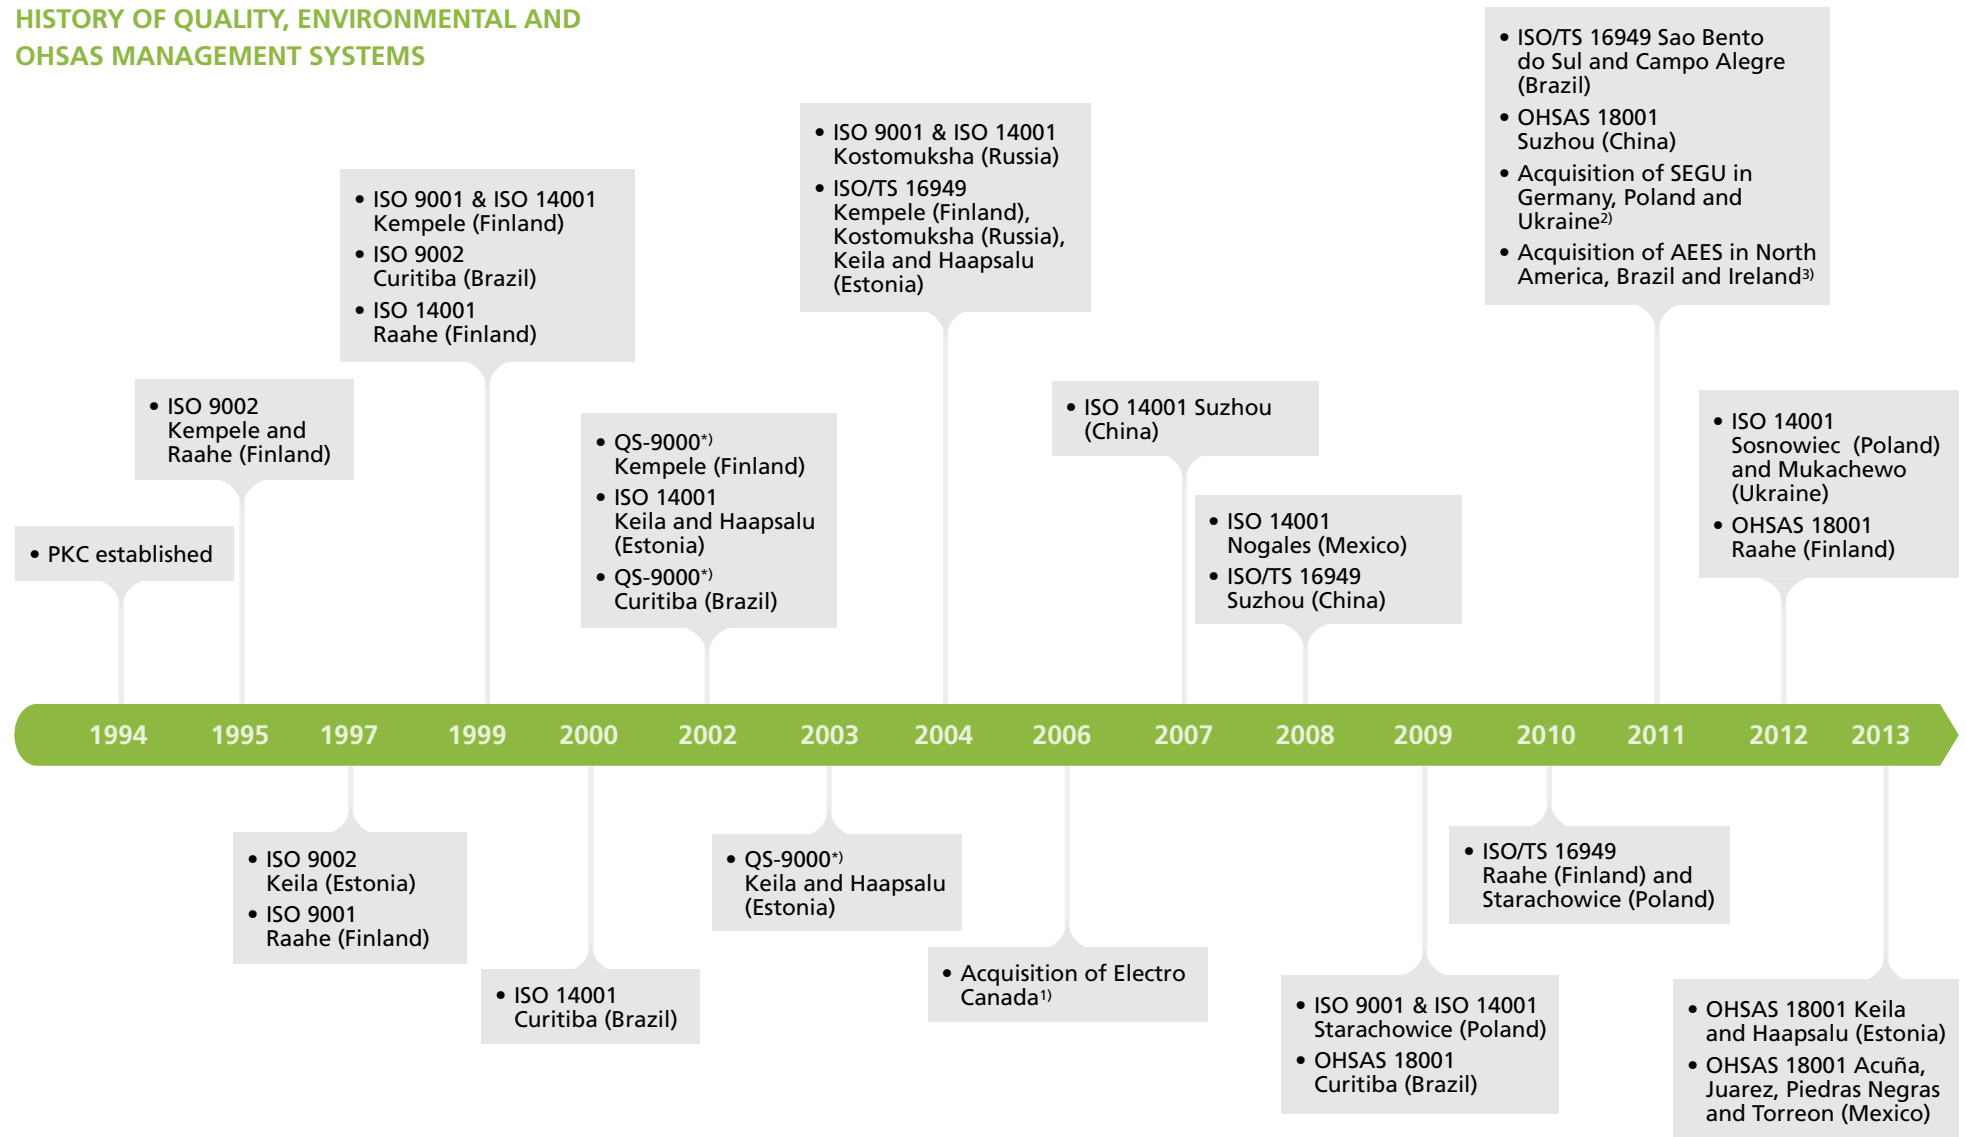 HISTORY OF QUALITY, ENVIRONMENTAL AND
OHSAS MANAGEMENT SYSTEMS
• PKC established
• ISO 9002
Kempele and
Raahe (Finland)
• ISO 9001 & ISO 14001
Kempele (Finland)
• ISO 9002
Curitiba (Brazil)
• ISO 14001
Raahe (Finland)
• QS-9000*)
Kempele (Finland)
• ISO 14001
Keila and Haapsalu
(Estonia)
• QS-9000*)
Curitiba (Brazil)
• ISO 9001 & ISO 14001
Kostomuksha (Russia)
• ISO/TS 16949
Kempele (Finland),
Kostomuksha (Russia),
Keila and Haapsalu
(Estonia)
• ISO 14001 Suzhou
(China)
• ISO 14001
Nogales (Mexico)
• ISO/TS 16949
Suzhou (China)
• ISO/TS 16949 Sao Bento
do Sul and Campo Alegre
(Brazil)
• OHSAS 18001
Suzhou (China)
• Acquisition of SEGU in
Germany, Poland and
Ukraine2)
• Acquisition of AEES in North
America, Brazil and Ireland3)
• ISO 14001
Sosnowiec (Poland)
and Mukachewo
(Ukraine)
• OHSAS 18001
Raahe (Finland)
1994 1995 1997 1999 2000 2002 2003 2004 2006 2007 2008 2009 2010 2011 2012 2013
• ISO 9002
Keila (Estonia)
• ISO 9001
Raahe (Finland)
• ISO 14001
Curitiba (Brazil)
• QS-9000*)
Keila and Haapsalu
(Estonia)
• Acquisition of Electro
Canada1)
• ISO 9001 & ISO 14001
Starachowice (Poland)
• OHSAS 18001
Curitiba (Brazil)
• ISO/TS 16949
Raahe (Finland) and
Starachowice (Poland)
• OHSAS 18001 Keila
and Haapsalu (Estonia)
• OHSAS 18001 Acuña,
Juarez, Piedras Negras
and Torreon (Mexico)